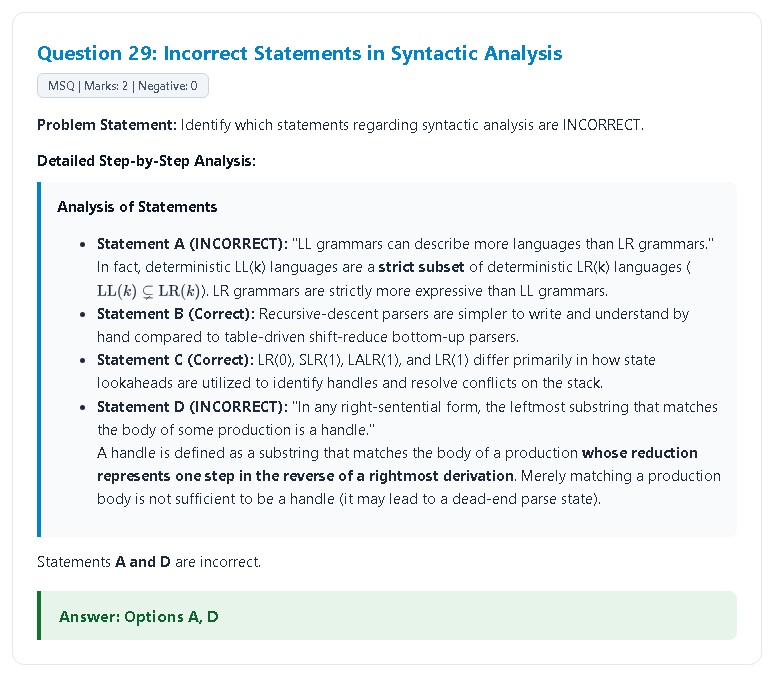 Question 29: Incorrect Statements in Syntactic Analysis
MSQ | Marks: 2 | Negative: 0
Problem Statement: Identify which statements regarding syntactic analysis are INCORRECT.
Detailed Step-by-Step Analysis:
Analysis of Statements
• Statement A (INCORRECT): "LL grammars can describe more languages than LR grammars."
In fact, deterministic LL(k) languages are a strict subset of deterministic LR(k) languages (
LL(k) ⊊ LR(k)). LR grammars are strictly more expressive than LL grammars.
• Statement B (Correct): Recursive-descent parsers are simpler to write and understand by
hand compared to table-driven shift-reduce bottom-up parsers.
• Statement C (Correct): LR(0), SLR(1), LALR(1), and LR(1) differ primarily in how state
lookaheads are utilized to identify handles and resolve conflicts on the stack.
• Statement D (INCORRECT): "In any right-sentential form, the leftmost substring that matches
the body of some production is a handle."
A handle is defined as a substring that matches the body of a production whose reduction
represents one step in the reverse of a rightmost derivation. Merely matching a production
body is not sufficient to be a handle (it may lead to a dead-end parse state).
Statements A and D are incorrect.
Answer: Options A, D